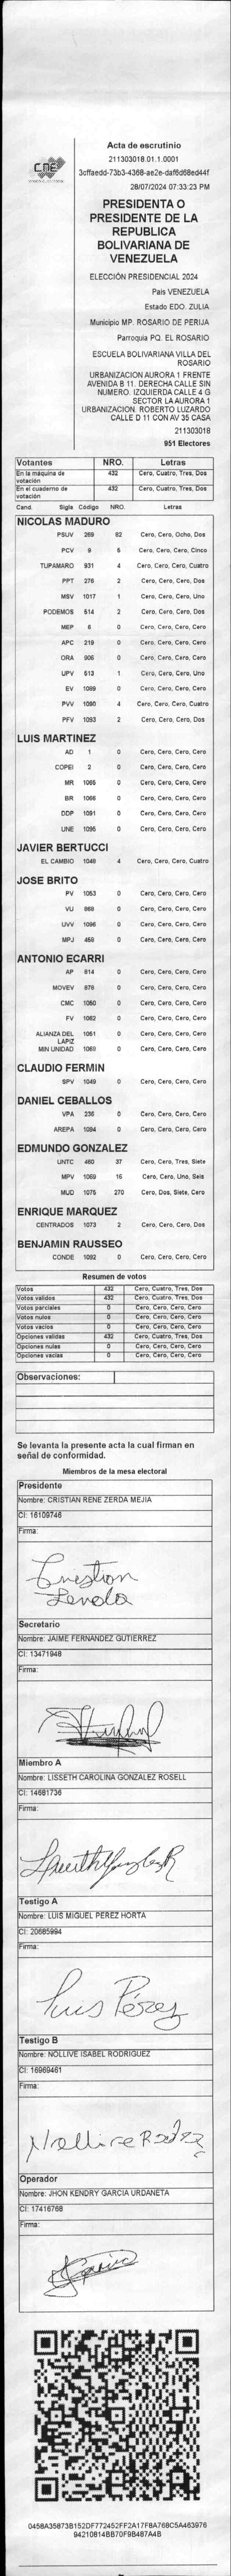 CNE
Acta de escrutinio
211303018.01.1.0001
3cffaedd-73b3-4368-ae2e-daf6d68ed44f
28/07/2024 07:33:23 PM
PRESIDENTA O
PRESIDENTE DE LA
REPUBLICA
BOLIVARIANA DE
VENEZUELA
ELECCIÓN PRESIDENCIAL 2024
País VENEZUELA
Estado EDO. ZULIA
Municipio MP. ROSARIO DE PERIJA
Parroquia PQ. EL ROSARIO
ESCUELA BOLIVARIANA VILLA DEL
ROSARIO
URBANIZACION AURORA 1 FRENTE
AVENIDA B 11. DERECHA CALLE SIN
NUMERO. IZQUIERDA CALLE 4 G
SECTOR LA AURORA 1
URBANIZACION. ROBERTO LUZARDO
CALLE D 11 CON AV 35 CASA
211303018
951 Electores
Votantes NRO. Letras
En la máquina de votación 432 Cero, Cuatro, Tres, Dos
En el cuaderno de votación 432 Cero, Cuatro, Tres, Dos
Cand. Sigla Código NRO. Letras
NICOLAS MADURO
PSUV 269 82 Cero, Cero, Ocho, Dos
PCV 9 5 Cero, Cero, Cero, Cinco
TUPAMARO 931 4 Cero, Cero, Cero, Cuatro
PPT 276 2 Cero, Cero, Cero, Dos
MSV 1017 1 Cero, Cero, Cero, Uno
PODEMOS 514 2 Cero, Cero, Cero, Dos
MEP 6 0 Cero, Cero, Cero, Cero
APC 219 0 Cero, Cero, Cero, Cero
ORA 906 0 Cero, Cero, Cero, Cero
UPV 513 1 Cero, Cero, Cero, Uno
EV 1089 0 Cero, Cero, Cero, Cero
PVV 1090 4 Cero, Cero, Cero, Cuatro
PFV 1093 2 Cero, Cero, Cero, Dos
LUIS MARTINEZ
AD 1 0 Cero, Cero, Cero, Cero
COPEI 2 0 Cero, Cero, Cero, Cero
MR 1065 0 Cero, Cero, Cero, Cero
BR 1066 0 Cero, Cero, Cero, Cero
DDP 1091 0 Cero, Cero, Cero, Cero
UNE 1095 0 Cero, Cero, Cero, Cero
JAVIER BERTUCCI
EL CAMBIO 1046 4 Cero, Cero, Cero, Cuatro
JOSE BRITO
PV 1053 0 Cero, Cero, Cero, Cero
VU 868 0 Cero, Cero, Cero, Cero
UVV 1096 0 Cero, Cero, Cero, Cero
MPJ 459 0 Cero, Cero, Cero, Cero
ANTONIO ECARRI
AP 814 0 Cero, Cero, Cero, Cero
MOVEV 878 0 Cero, Cero, Cero, Cero
CMC 1050 0 Cero, Cero, Cero, Cero
FV 1062 0 Cero, Cero, Cero, Cero
ALIANZA DEL LAPIZ 1051 0 Cero, Cero, Cero, Cero
MIN UNIDAD 1069 0 Cero, Cero, Cero, Cero
CLAUDIO FERMIN
SPV 1049 0 Cero, Cero, Cero, Cero
DANIEL CEBALLOS
VPA 236 0 Cero, Cero, Cero, Cero
AREPA 1094 0 Cero, Cero, Cero, Cero
EDMUNDO GONZALEZ
UNTC 460 37 Cero, Cero, Tres, Siete
MPV 1069 16 Cero, Cero, Uno, Seis
MUD 1075 270 Cero, Dos, Siete, Cero
ENRIQUE MARQUEZ
CENTRADOS 1073 2 Cero, Cero, Cero, Dos
BENJAMIN RAUSSEO
CONDE 1092 0 Cero, Cero, Cero, Cero
Resumen de votos
Votos 432 Cero, Cuatro, Tres, Dos
Votos validos 432 Cero, Cuatro, Tres, Dos
Votos parciales 0 Cero, Cero, Cero, Cero
Votos nulos 0 Cero, Cero, Cero, Cero
Votos vacíos 0 Cero, Cero, Cero, Cero
Opciones validas 432 Cero, Cuatro, Tres, Dos
Opciones nulas 0 Cero, Cero, Cero, Cero
Opciones vacías 0 Cero, Cero, Cero, Cero
Observaciones:
Se levanta la presente acta la cual firman en
señal de conformidad.
Miembros de la mesa electoral
Presidente
Nombre: CRISTIAN RENE ZERDA MEJIA
CI: 16109746
Firma:
Secretario
Nombre: JAIME FERNANDEZ GUTIERREZ
CI: 13471948
Firma:
Miembro A
Nombre: LISSETH CAROLINA GONZALEZ ROSELL
CI: 14681736
Firma:
Testigo A
Nombre: LUIS MIGUEL PEREZ HORTA
CI: 20685994
Firma:
Luis Pérez
Testigo B
Nombre: NOLLIVE ISABEL RODRIGUEZ
CI: 16969461
Firma:
Operador
Nombre: JHON KENDRY GARCIA URDANETA
CI: 17416768
Firma:
0458A35873B152DF772452FF2A17F8A768C5A463976
94210814BB70F9B487A4B